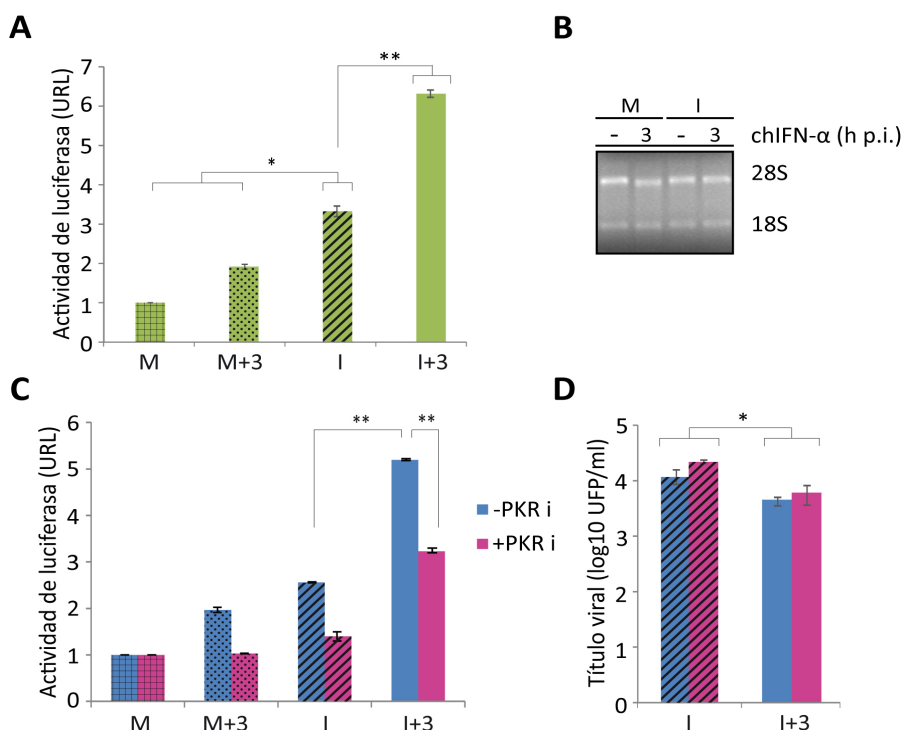 A
Actividad de luciferasa (URL)
7
6
5
4
3
2
1
0
*
**
M M+3 I I+3
B
M I
- 3 - 3 chIFN-α (h p.i.)
28S
18S
C
Actividad de luciferasa (URL)
6
5
4
3
2
1
0
** **
-PKR i
+PKR i
M M+3 I I+3
D
Titulo viral (log10 UFP/ml)
5
4
3
2
1
0
*
I I+3